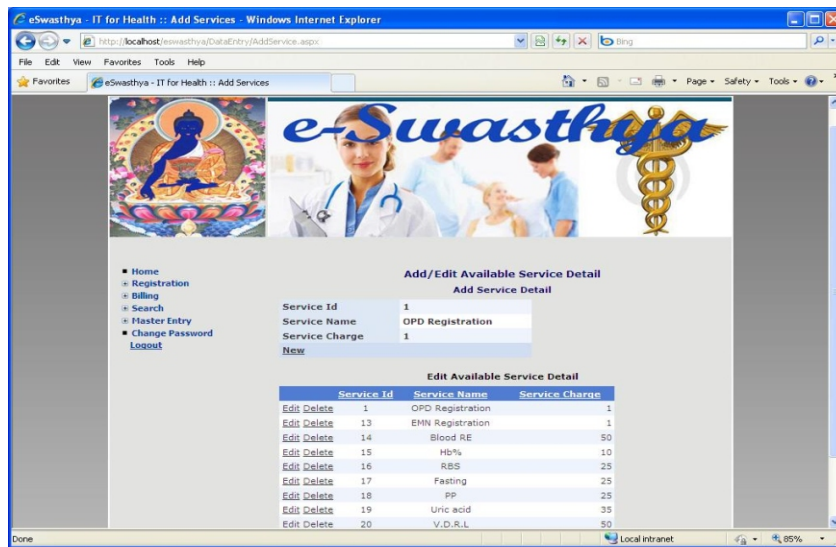 eSwasthya - IT for Health :: Add Services - Windows Internet Explorer
http://localhost/eswasthya/DataEntry/AddService.aspx
Bing
File Edit View Favorites Tools Help
Favorites
eSwasthya - IT for Health :: Add Services
Page Safety Tools
e-Swasthya
Home
Registration
Billing
Search
Master Entry
Change Password
Logout
Add/Edit Available Service Detail
Add Service Detail
Service Id 1
Service Name OPD Registration
Service Charge 1
New
Edit Available Service Detail
Service Id Service Name Service Charge
Edit Delete 1 OPD Registration 1
Edit Delete 13 EMN Registration 1
Edit Delete 14 Blood RE 50
Edit Delete 15 Hb% 10
Edit Delete 16 RBS 25
Edit Delete 17 Fasting 25
Edit Delete 18 PP 25
Edit Delete 19 Uric acid 35
Edit Delete 20 V.D.R.L 50
Done
Local intranet
85%